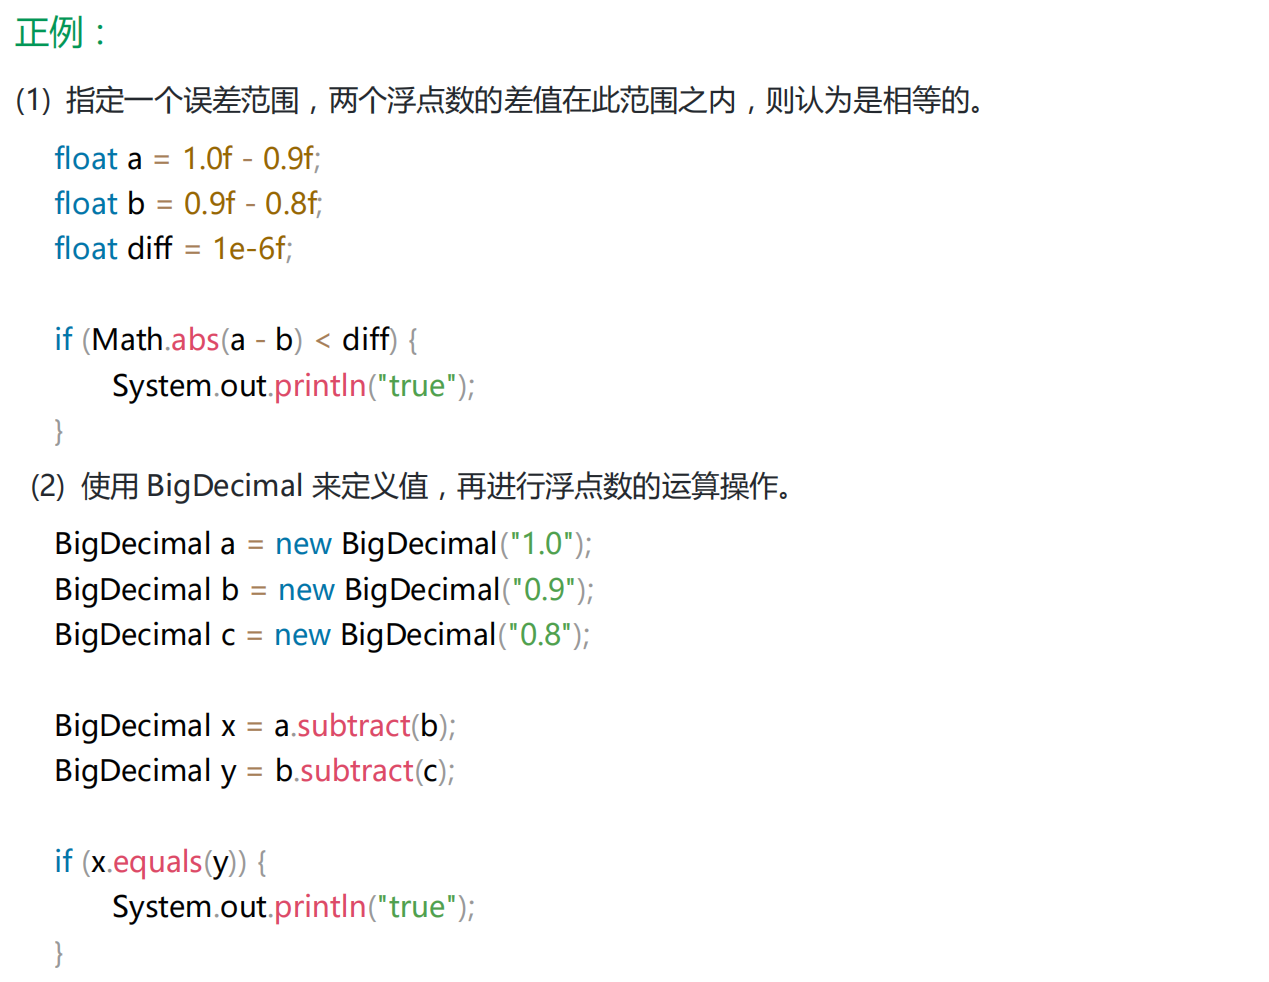 正例：
(1) 指定一个误差范围，两个浮点数的差值在此范围之内，则认为是相等的。
float a = 1.0f - 0.9f;
float b = 0.9f - 0.8f;
float diff = 1e-6f;
if (Math.abs(a - b) < diff) {
System.out.println("true");
}
(2) 使用 BigDecimal 来定义值，再进行浮点数的运算操作。
BigDecimal a = new BigDecimal("1.0");
BigDecimal b = new BigDecimal("0.9");
BigDecimal c = new BigDecimal("0.8");
BigDecimal x = a.subtract(b);
BigDecimal y = b.subtract(c);
if (x.equals(y)) {
System.out.println("true");
}